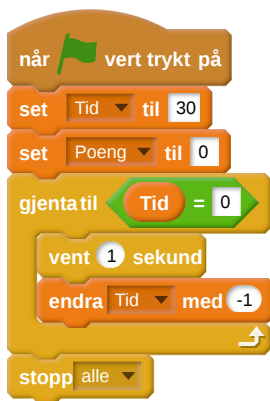 når vert trykt på
set Tid til 30
set Poeng til 0
gjenta til Tid = 0
vent 1 sekund
endra Tid med -1
stopp alle